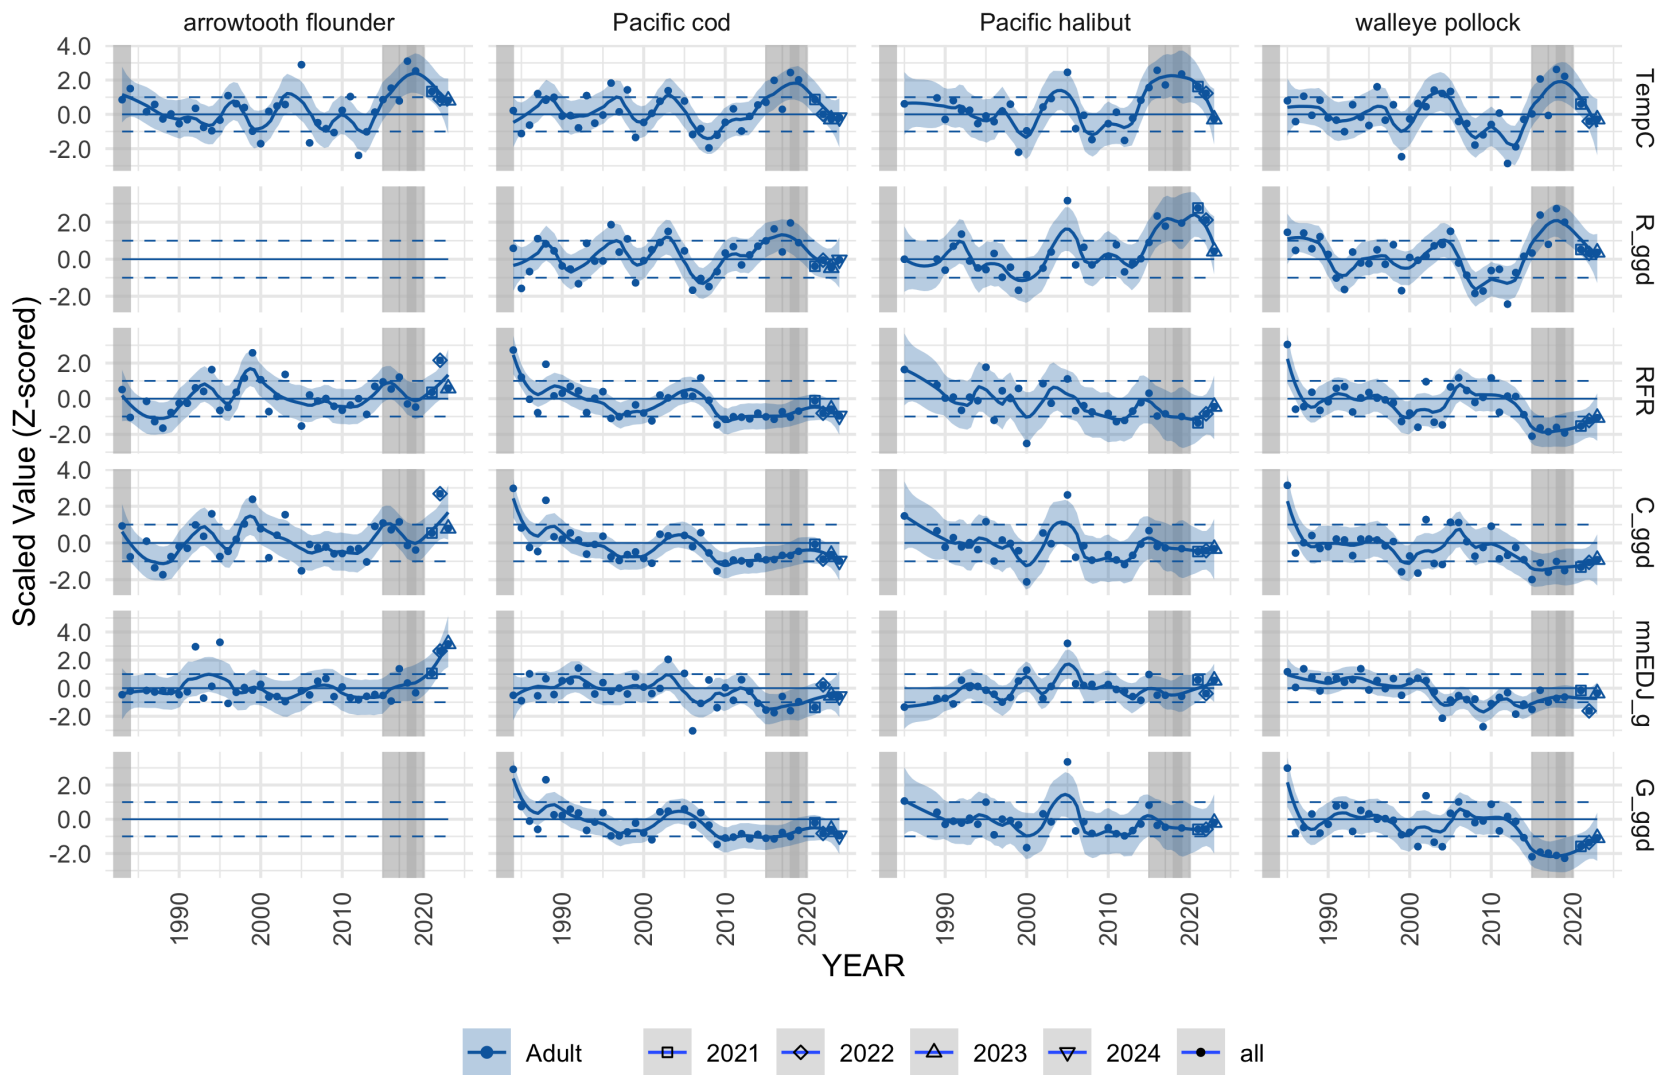 arrowtooth flounder Pacific cod Pacific halibut walleye pollock
4.0
2.0
0.0
-2.0
TempC
2.0
0.0
-2.0
R_ggd
2.0
0.0
-2.0
RFR
4.0
2.0
0.0
-2.0
C_ggd
4.0
2.0
0.0
-2.0
mnEDJ_g
2.0
0.0
-2.0
G_ggd
Scaled Value (Z-scored)
1990 2000 2010 2020 1990 2000 2010 2020 1990 2000 2010 2020 1990 2000 2010 2020
YEAR
Adult 2021 2022 2023 2024 all